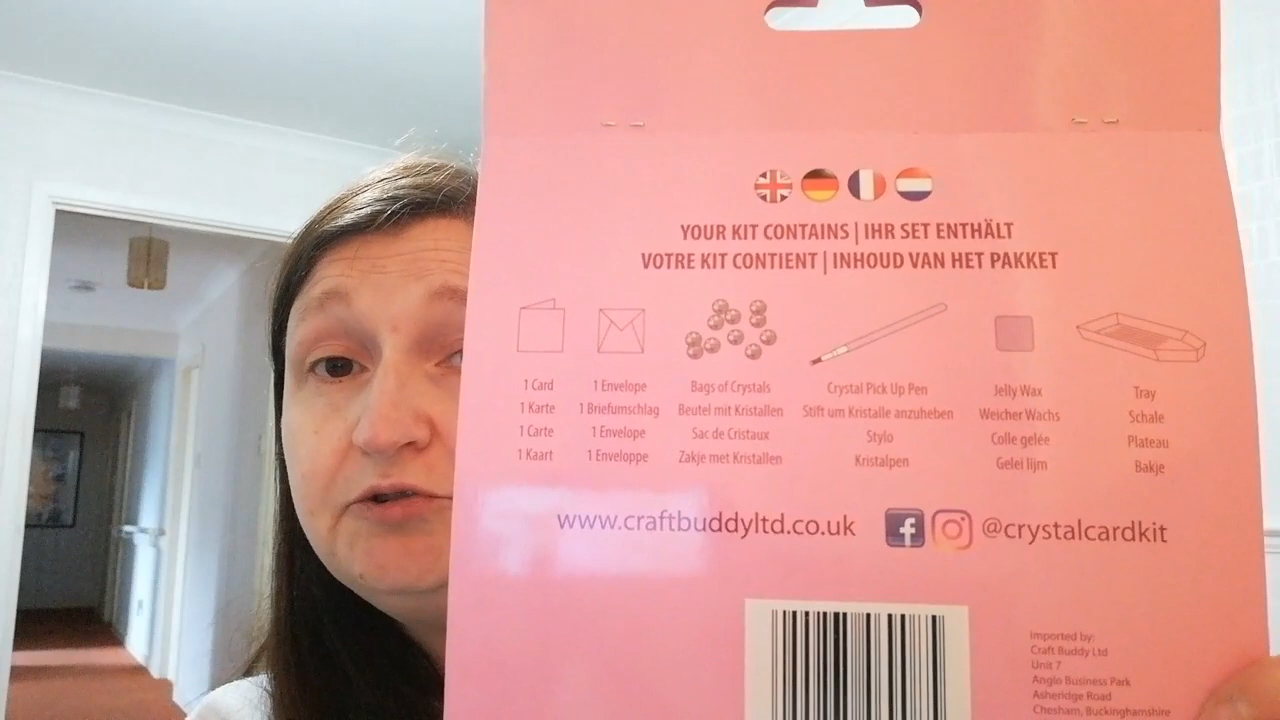 YOUR KIT CONTAINS | IHR SET ENTHÄLT
VOTRE KIT CONTIENT | INHOUD VAN HET PAKKET
1 Card
1 Karte
1 Carte
1 Kaart
1 Envelope
1 Briefumschlag
1 Envelope
1 Enveloppe
Bags of Crystals
Beutel mit Kristallen
Sac de Cristaux
Zakje met Kristallen
Crystal Pick Up Pen
Stift um Kristalle anzuheben
Stylo
Kristalpen
Jelly Wax
Weicher Wachs
Colle gelée
Gelei lijm
Tray
Schale
Plateau
Bakje
www.craftbuddyltd.co.uk
@crystalcardkit
Imported by:
Craft Buddy Ltd
Unit 7
Anglo Business Park
Asheridge Road
Chesham, Buckinghamshire